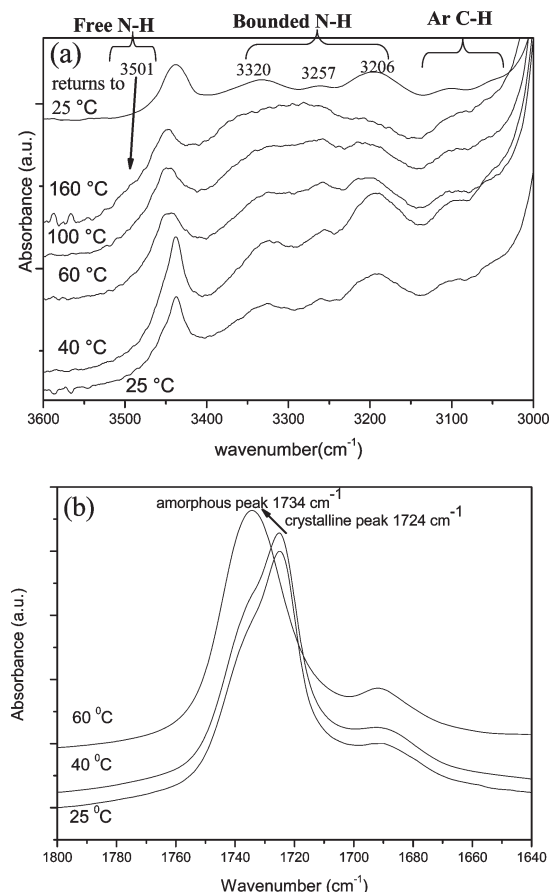 Free N-H
Bounded N-H
Ar C-H
(a)
3501
3320
3257
3206
returns to
25 °C
160 °C
100 °C
60 °C
40 °C
25 °C
Absorbance (a.u.)
3600 3500 3400 3300 3200 3100 3000
wavenumber(cm-1)
(b)
amorphous peak 1734 cm-1
crystalline peak 1724 cm-1
60 0C
40 0C
25 0C
Absorbance (a.u.)
1800 1780 1760 1740 1720 1700 1680 1660 1640
Wavenumber (cm-1)